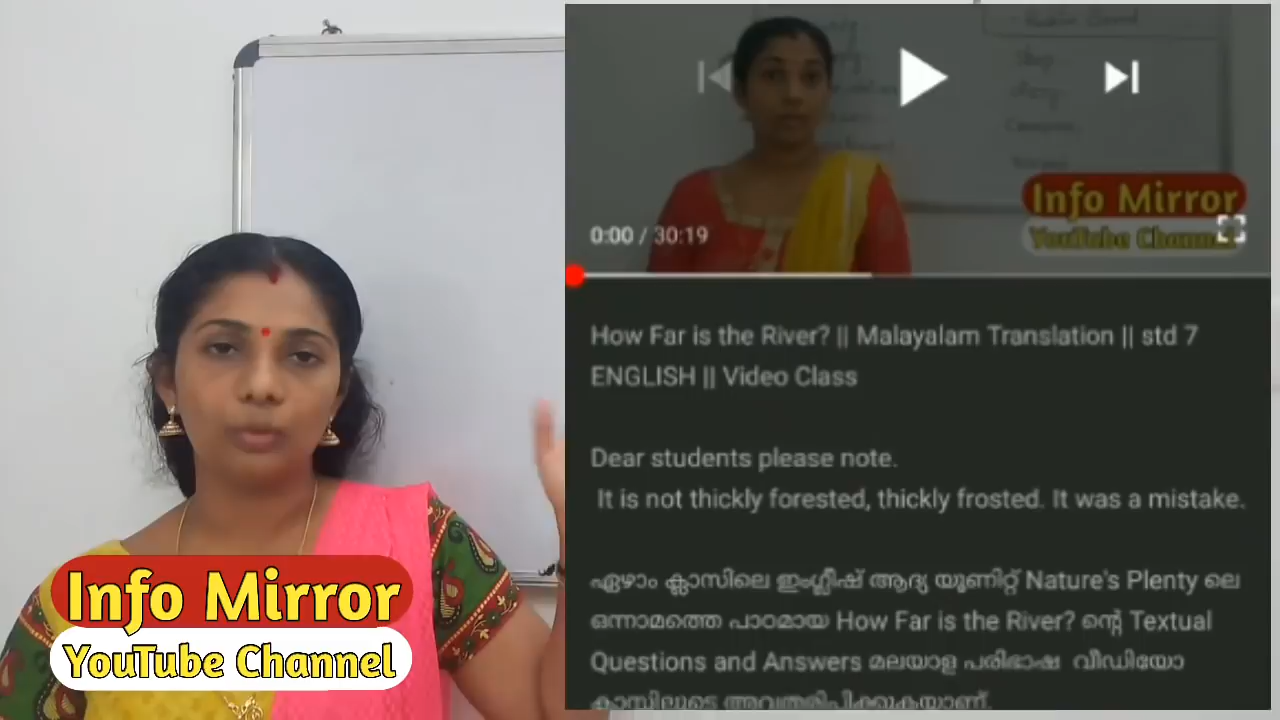 Info Mirror
YouTube Channel
0:00 / 30:19
Info Mirror
YouTube Channel
How Far is the River? || Malayalam Translation || std 7
ENGLISH || Video Class
Dear students please note.
It is not thickly forested, thickly frosted. It was a mistake.
ഏഴാം ക്ലാസിലെ ഇംഗ്ലീഷ് ആദ്യ യൂണിറ്റ് Nature's Plenty ലെ
ഒന്നാമത്തെ പാഠമായ How Far is the River? ന്റെ Textual
Questions and Answers മലയാള പരിഭാഷ വീഡിയോ
ക്ലാസിലൂടെ അവതരിപ്പിക്കുകയാണ്.